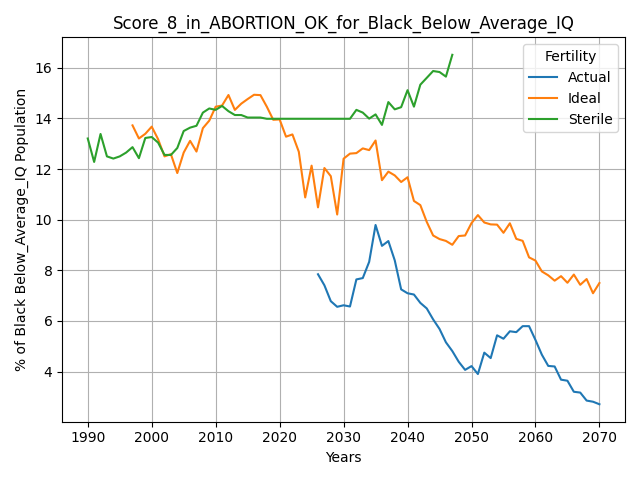 Score_8_in_ABORTION_OK_for_Black_Below_Average_IQ
% of Black Below_Average_IQ Population
16
14
12
10
8
6
4
Fertility
Actual
Ideal
Sterile
1990 2000 2010 2020 2030 2040 2050 2060 2070
Years